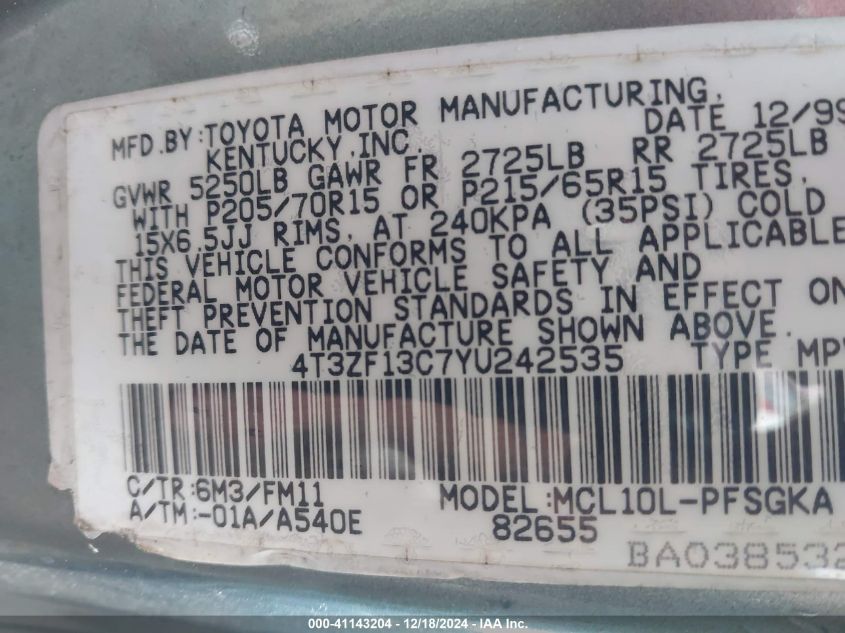 MFD.BY:TOYOTA MOTOR MANUFACTURING,
KENTUCKY,INC. DATE 12/99
GVWR 5250LB GAWR FR 2725LB RR 2725LB
WITH P205/70R15 OR P215/65R15 TIRES,
15X6.5JJ RIMS, AT 240KPA (35PSI) COLD
THIS VEHICLE CONFORMS TO ALL APPLICABLE
FEDERAL MOTOR VEHICLE SAFETY AND
THEFT PREVENTION STANDARDS IN EFFECT ON
THE DATE OF MANUFACTURE SHOWN ABOVE.
4T3ZF13C7YU242535 TYPE MPV
C/TR:6M3/FM11 MODEL:MCL10L-PFSGKA
A/TM:-01A/A540E 82655
BA038532
000-41143204 - 12/18/2024 - IAA Inc.